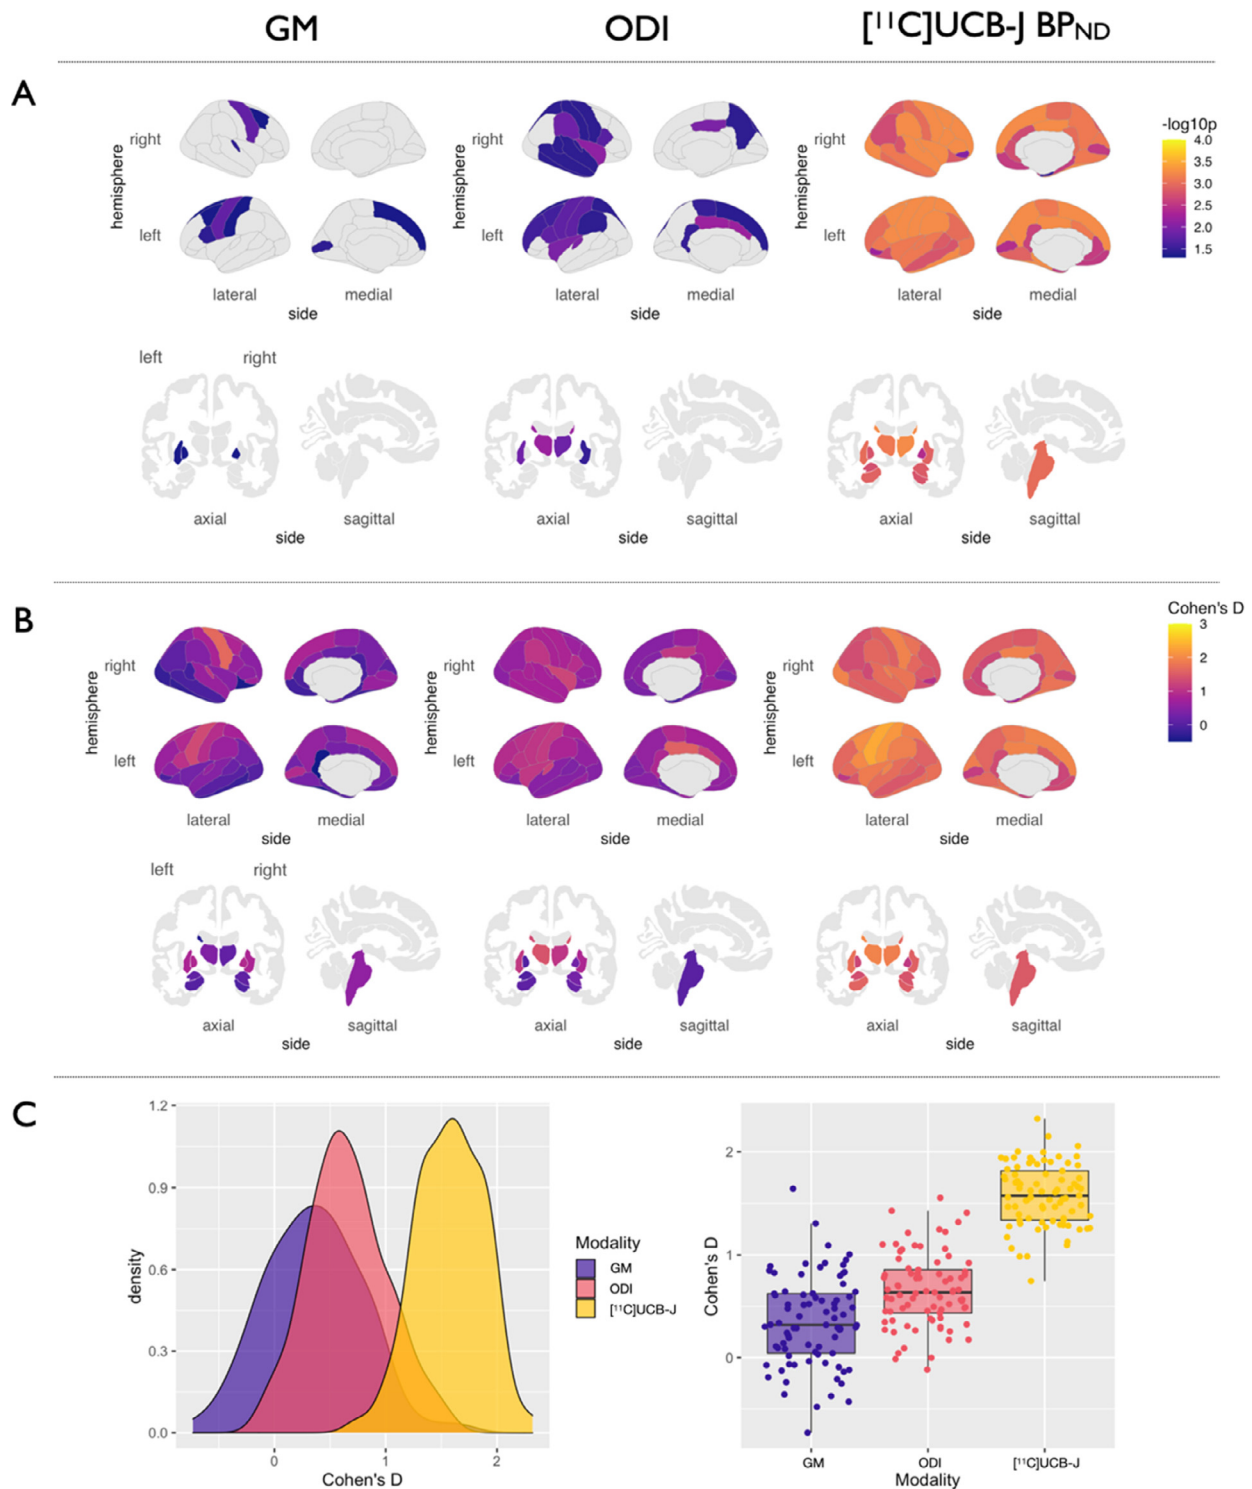 GM ODI [¹¹C]UCB-J BPND
A
-log10p
4.0
3.5
3.0
2.5
2.0
1.5
hemisphere right left
hemisphere right left
hemisphere right left
lateral medial lateral medial lateral medial
side side side
left right
axial sagittal axial sagittal axial sagittal
side side side
B
Cohen's D
3
2
1
0
hemisphere right left
hemisphere right left
hemisphere right left
lateral medial lateral medial lateral medial
side side side
left right
axial sagittal axial sagittal axial sagittal
side side side
C
1.2
0.9
0.6
0.3
0.0
density
0 1 2
Cohen's D
Modality
GM
ODI
[¹¹C]UCB-J
2
1
0
Cohen's D
GM ODI [¹¹C]UCB-J
Modality